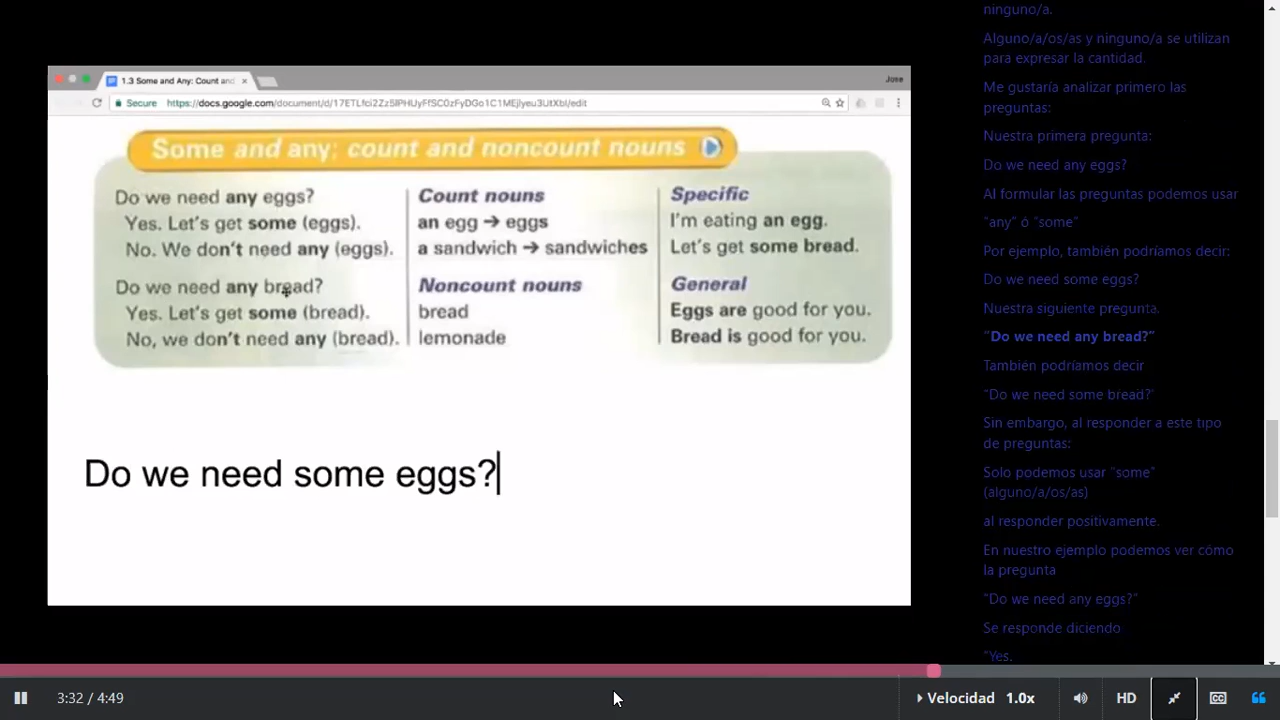 1.3 Some and Any: Count and
Jose
Secure https://docs.google.com/document/d/17ETLfci2Zz5lPHUyFfSC0zFyDGo1C1MEjlyeu3UtXbI/edit
Some and any; count and noncount nouns
Do we need any eggs?
Yes. Let's get some (eggs).
No. We don't need any (eggs).
Do we need any bread?
Yes. Let's get some (bread).
No, we don't need any (bread).
Count nouns
an egg → eggs
a sandwich → sandwiches
Noncount nouns
bread
lemonade
Specific
I'm eating an egg.
Let's get some bread.
General
Eggs are good for you.
Bread is good for you.
Do we need some eggs?
ninguno/a.
Alguno/a/os/as y ninguno/a se utilizan
para expresar la cantidad.
Me gustaría analizar primero las
preguntas:
Nuestra primera pregunta:
Do we need any eggs?
Al formular las preguntas podemos usar
"any" ó "some"
Por ejemplo, también podríamos decir:
Do we need some eggs?
Nuestra siguiente pregunta.
"Do we need any bread?"
También podríamos decir
"Do we need some bread?'
Sin embargo, al responder a este tipo
de preguntas:
Solo podemos usar "some"
(alguno/a/os/as)
al responder positivamente.
En nuestro ejemplo podemos ver cómo
la pregunta
"Do we need any eggs?"
Se responde diciendo
"Yes.
3:32 / 4:49
Velocidad 1.0x
HD
CC